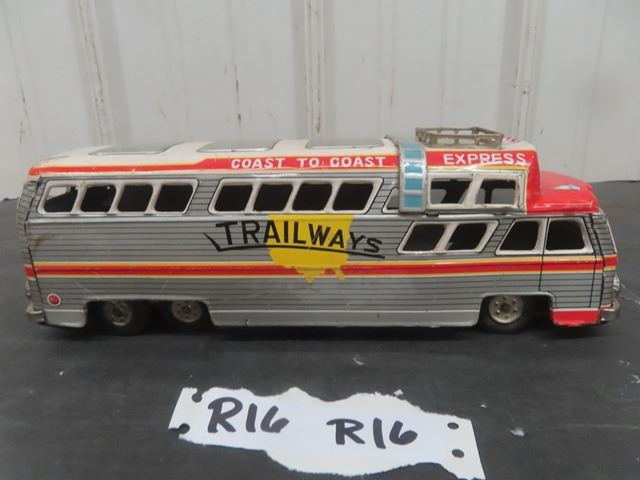 COAST TO COAST EXPRESS
TRAILWAYS
R16 R16